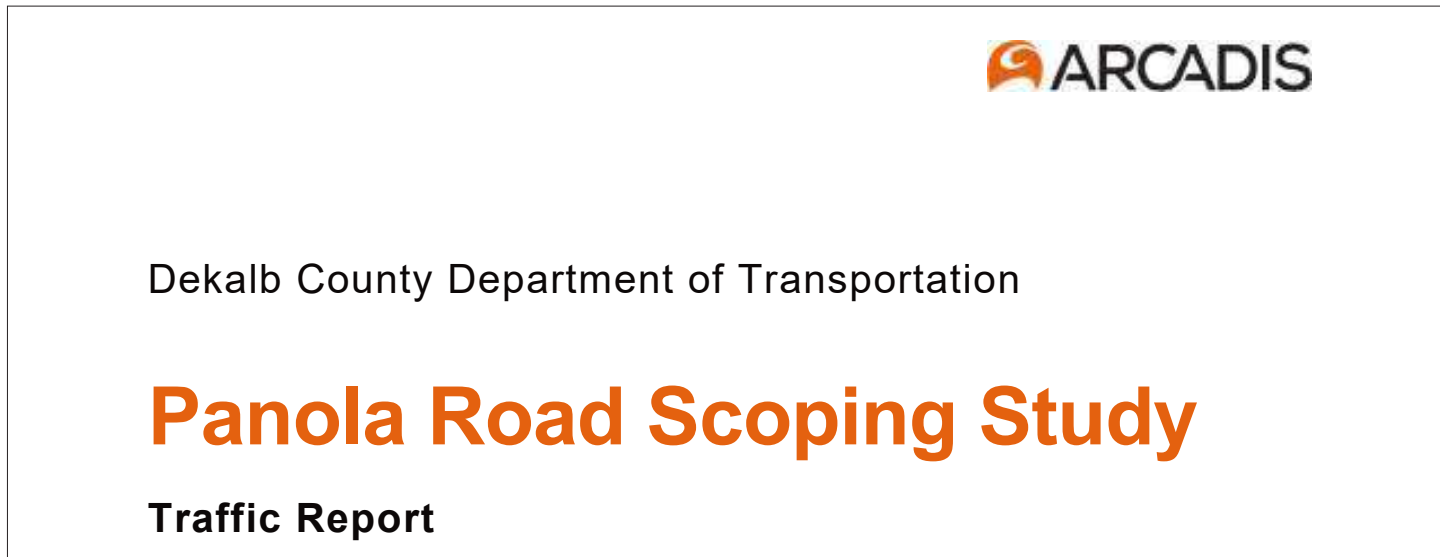 ARCADIS
Dekalb County Department of Transportation
Panola Road Scoping Study
Traffic Report